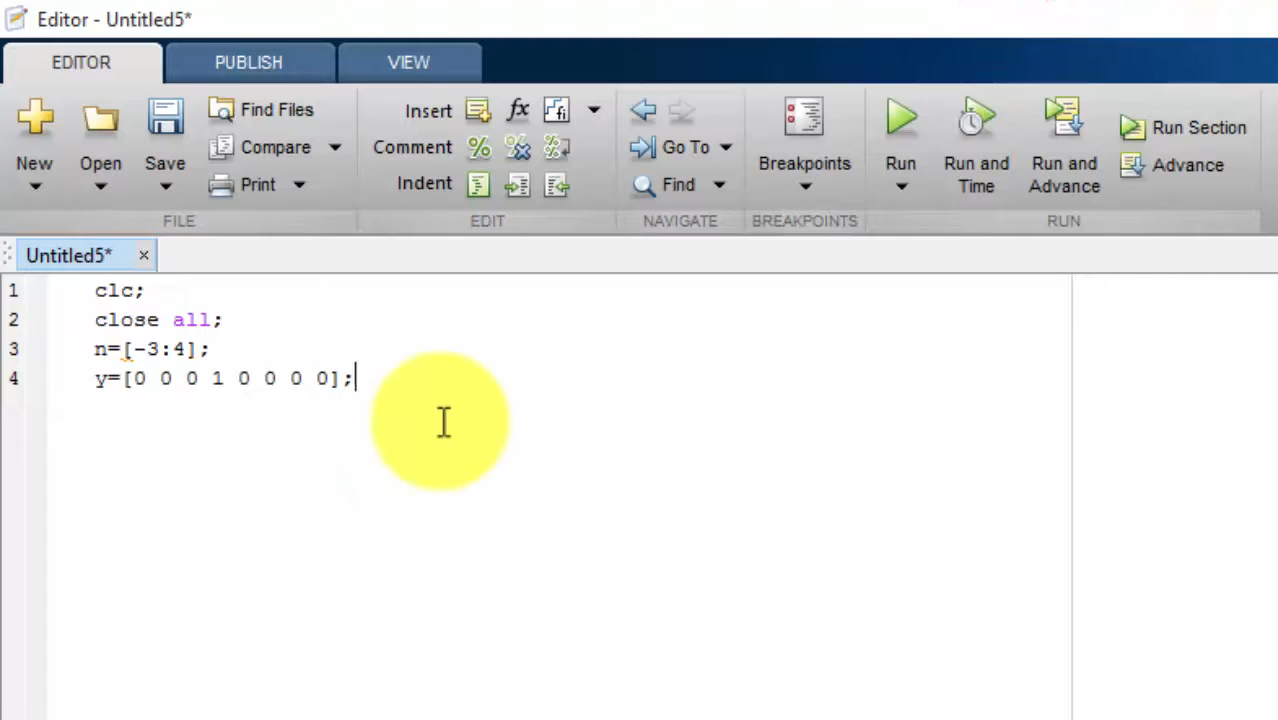 Editor - Untitled5*
EDITOR PUBLISH VIEW
New Open Save Find Files Compare Print
Insert fx fi
Comment % % %
Indent
Go To Find
Breakpoints
Run Run and Time Run and Advance Run Section Advance
FILE EDIT NAVIGATE BREAKPOINTS RUN
Untitled5* ×
1 clc;
2 close all;
3 n=[-3:4];
4 y=[0 0 0 1 0 0 0 0];